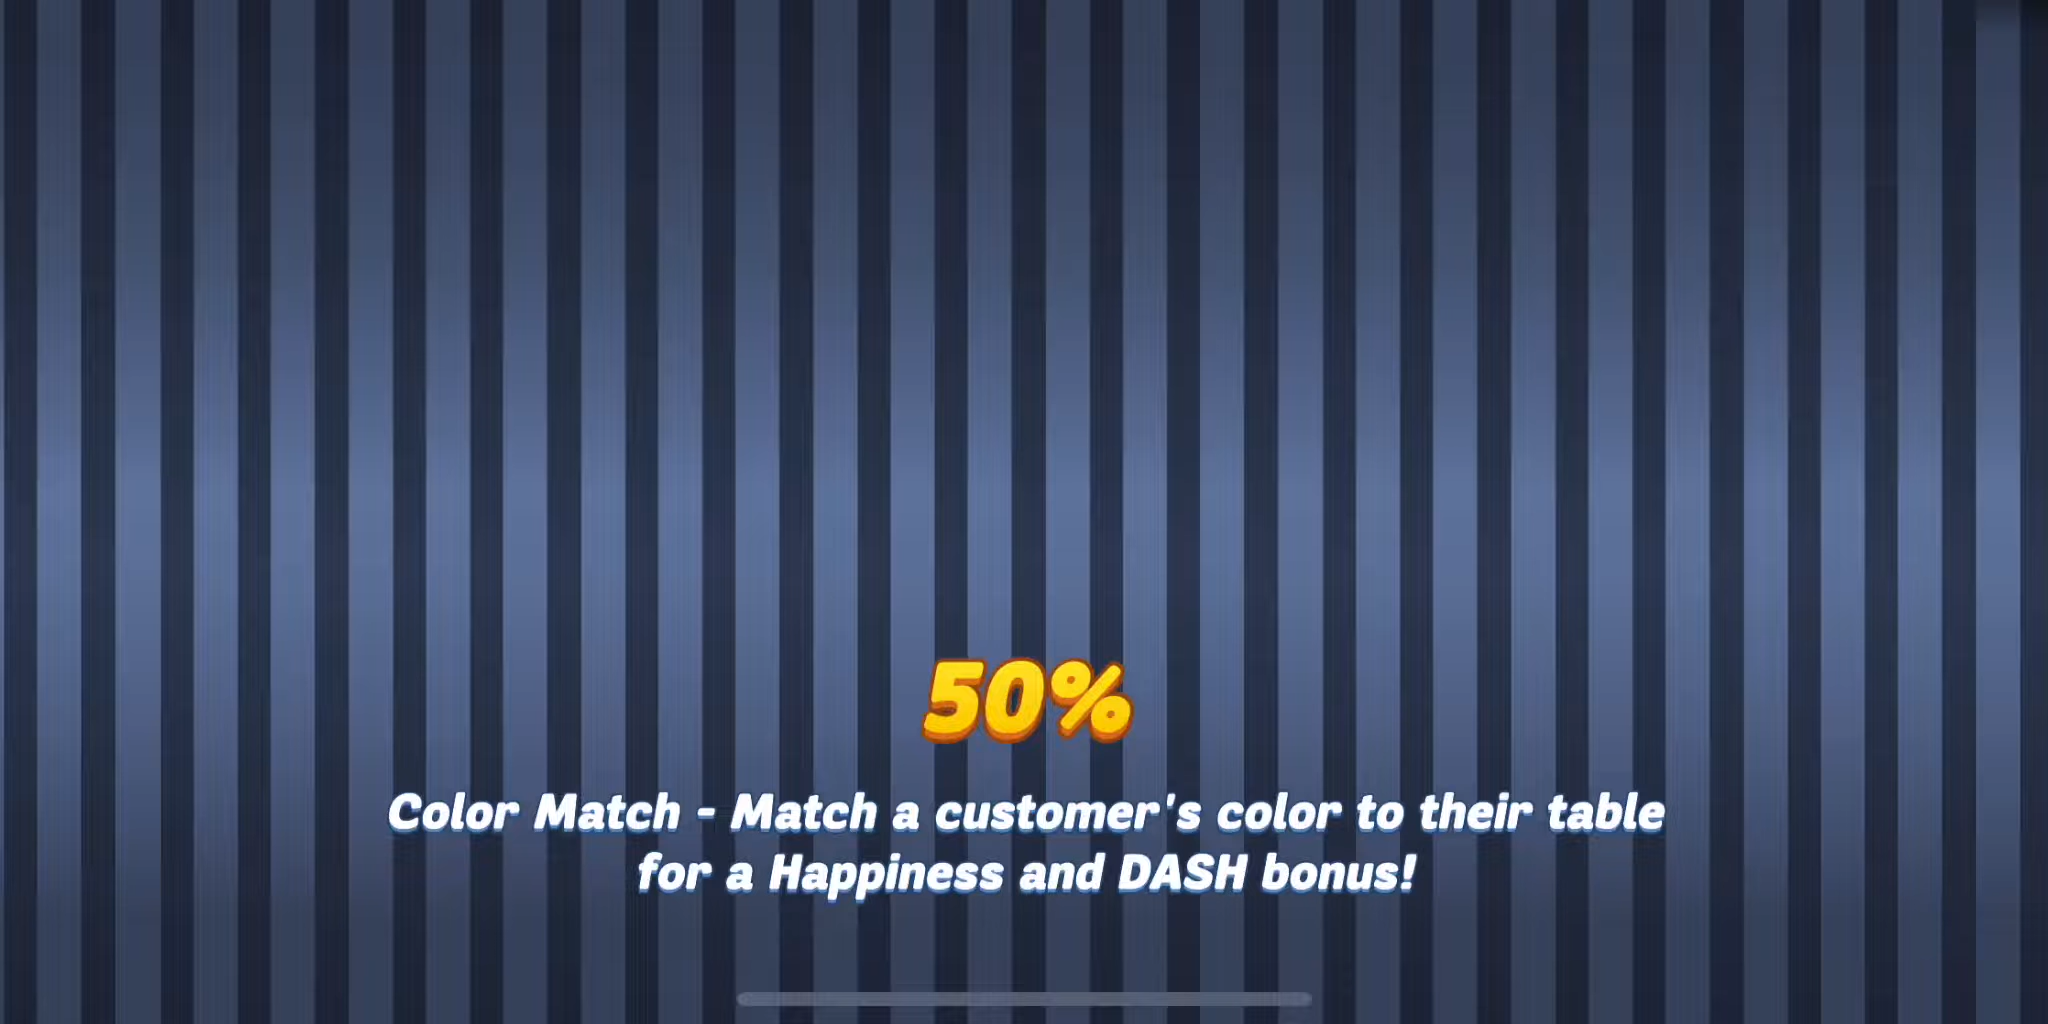 50%
Color Match - Match a customer's color to their table
for a Happiness and DASH bonus!